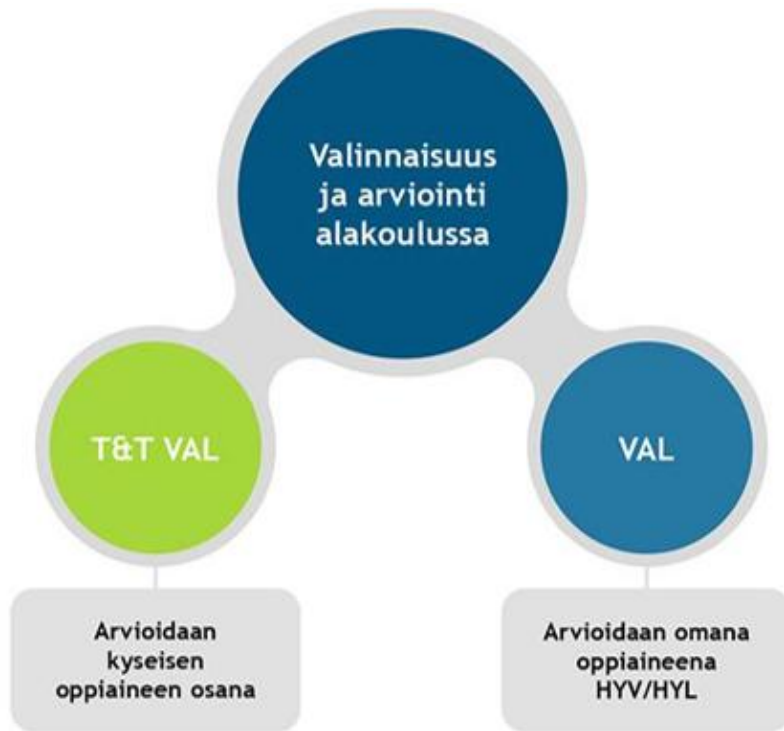 Valinnaisuus
ja arviointi
alakoulussa
T&T VAL
VAL
Arvioidaan
kyseisen
oppiaineen osana
Arvioidaan omana
oppiaineena
HYV/HYL